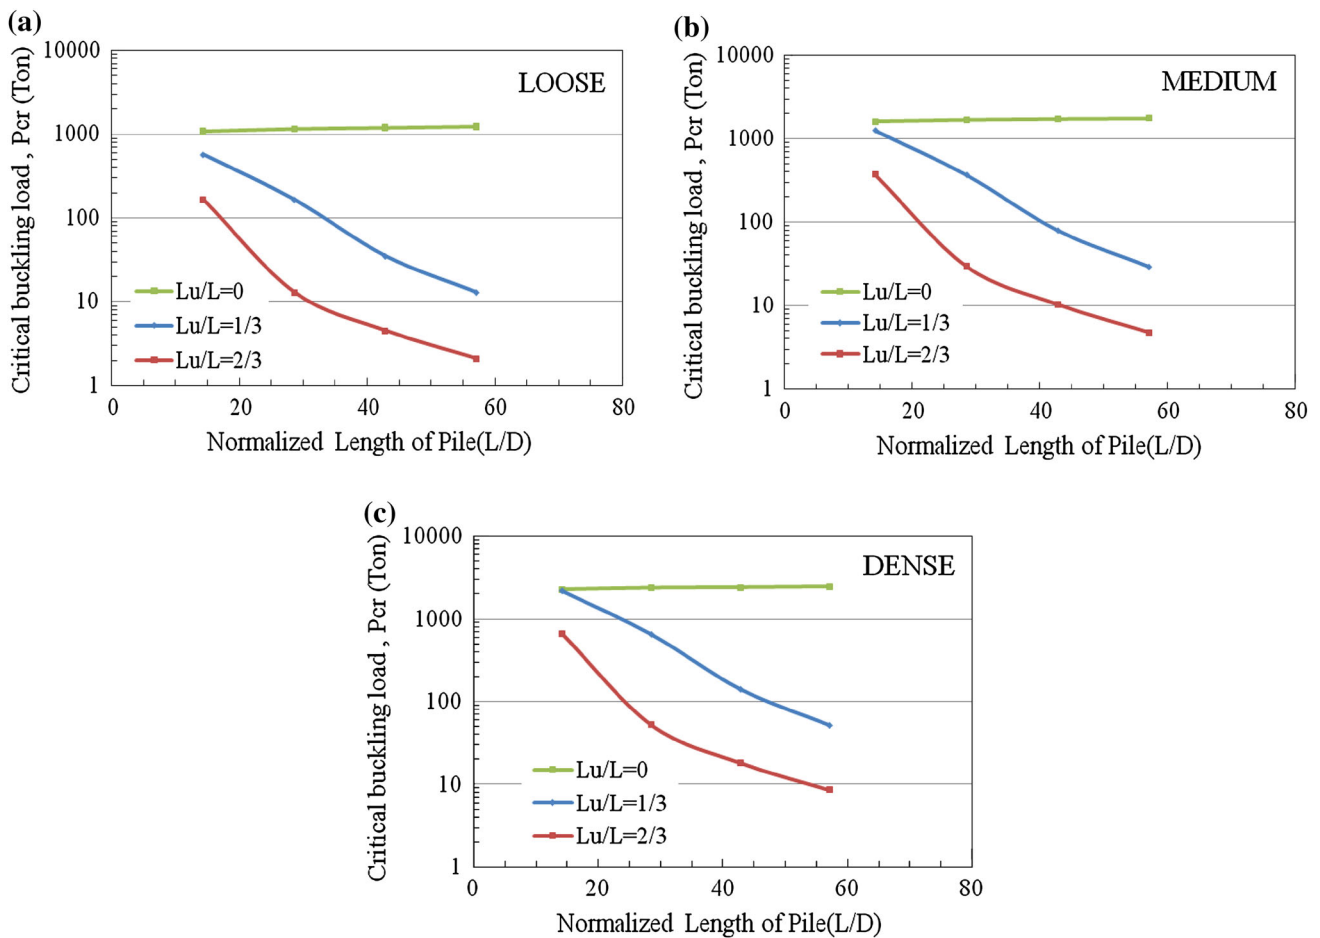 (a)
LOOSE
Critical buckling load , Pcr (Ton)
10000
1000
100
10
1
Lu/L=0
Lu/L=1/3
Lu/L=2/3
0 20 40 60 80
Normalized Length of Pile(L/D)
(b)
MEDIUM
Critical buckling load , Pcr (Ton)
10000
1000
100
10
1
Lu/L=0
Lu/L=1/3
Lu/L=2/3
0 20 40 60 80
Normalized Length of Pile(L/D)
(c)
DENSE
Critical buckling load , Pcr (Ton)
10000
1000
100
10
1
Lu/L=0
Lu/L=1/3
Lu/L=2/3
0 20 40 60 80
Normalized Length of Pile(L/D)